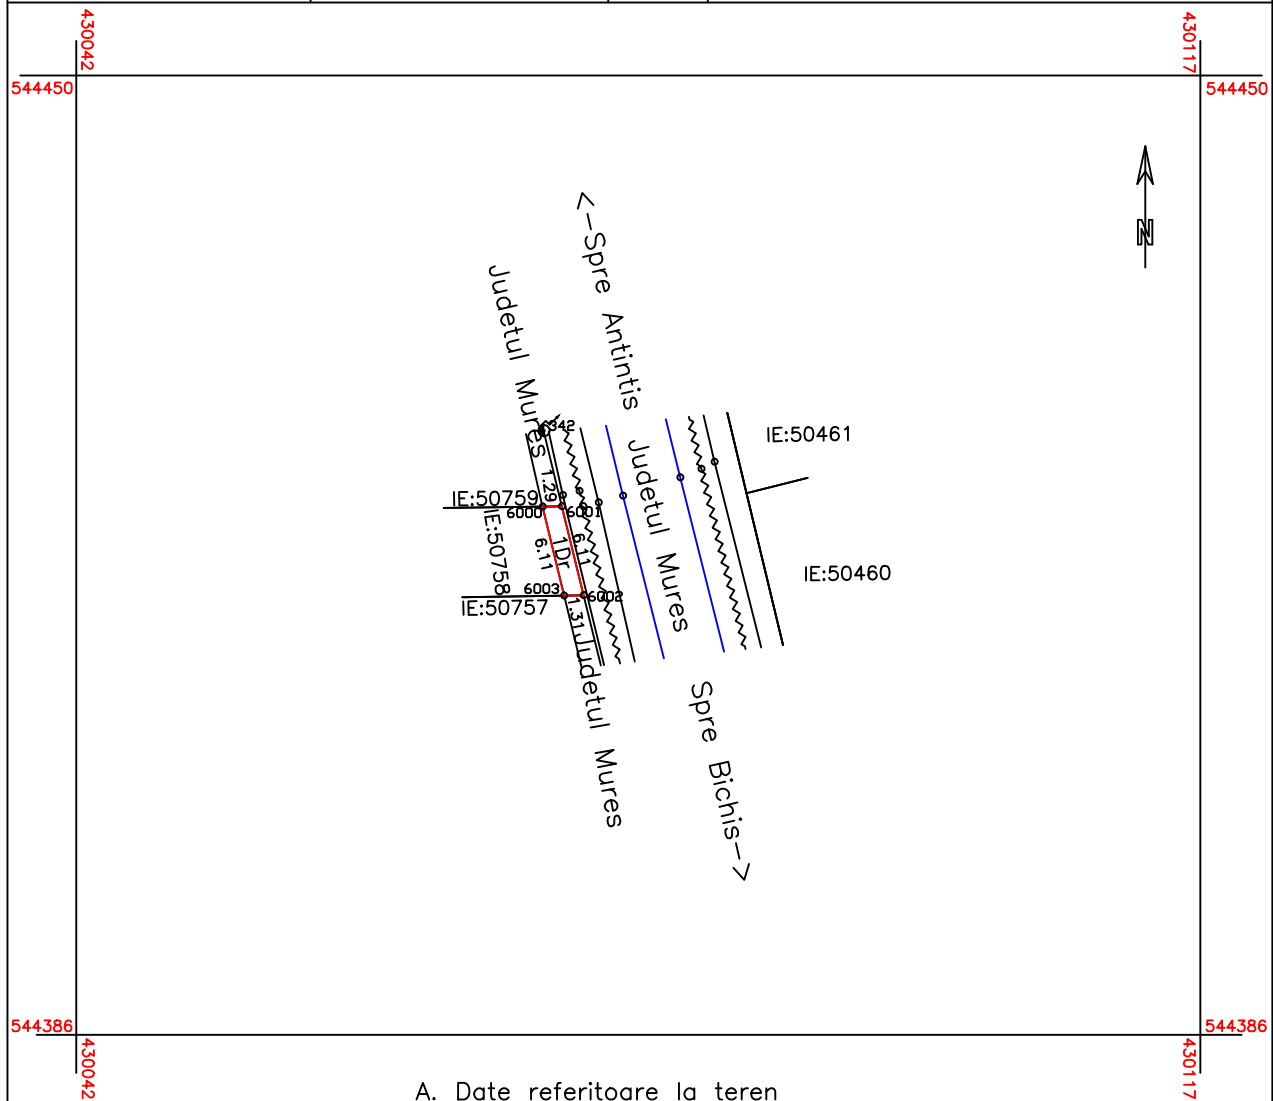 430042
430117
544450
544450
N
<--Spre Antintis
Judetul Mures
Judetul Mures
6342
IE:50461
1.29
IE:50759
6000
6001
IE:50758
6.11
1Dr
6.11
IE:50460
6003
6002
IE:50757
1.31
Judetul Mures
Spre Bichis-->
544386
544386
430042
430117
A. Date referitoare la teren